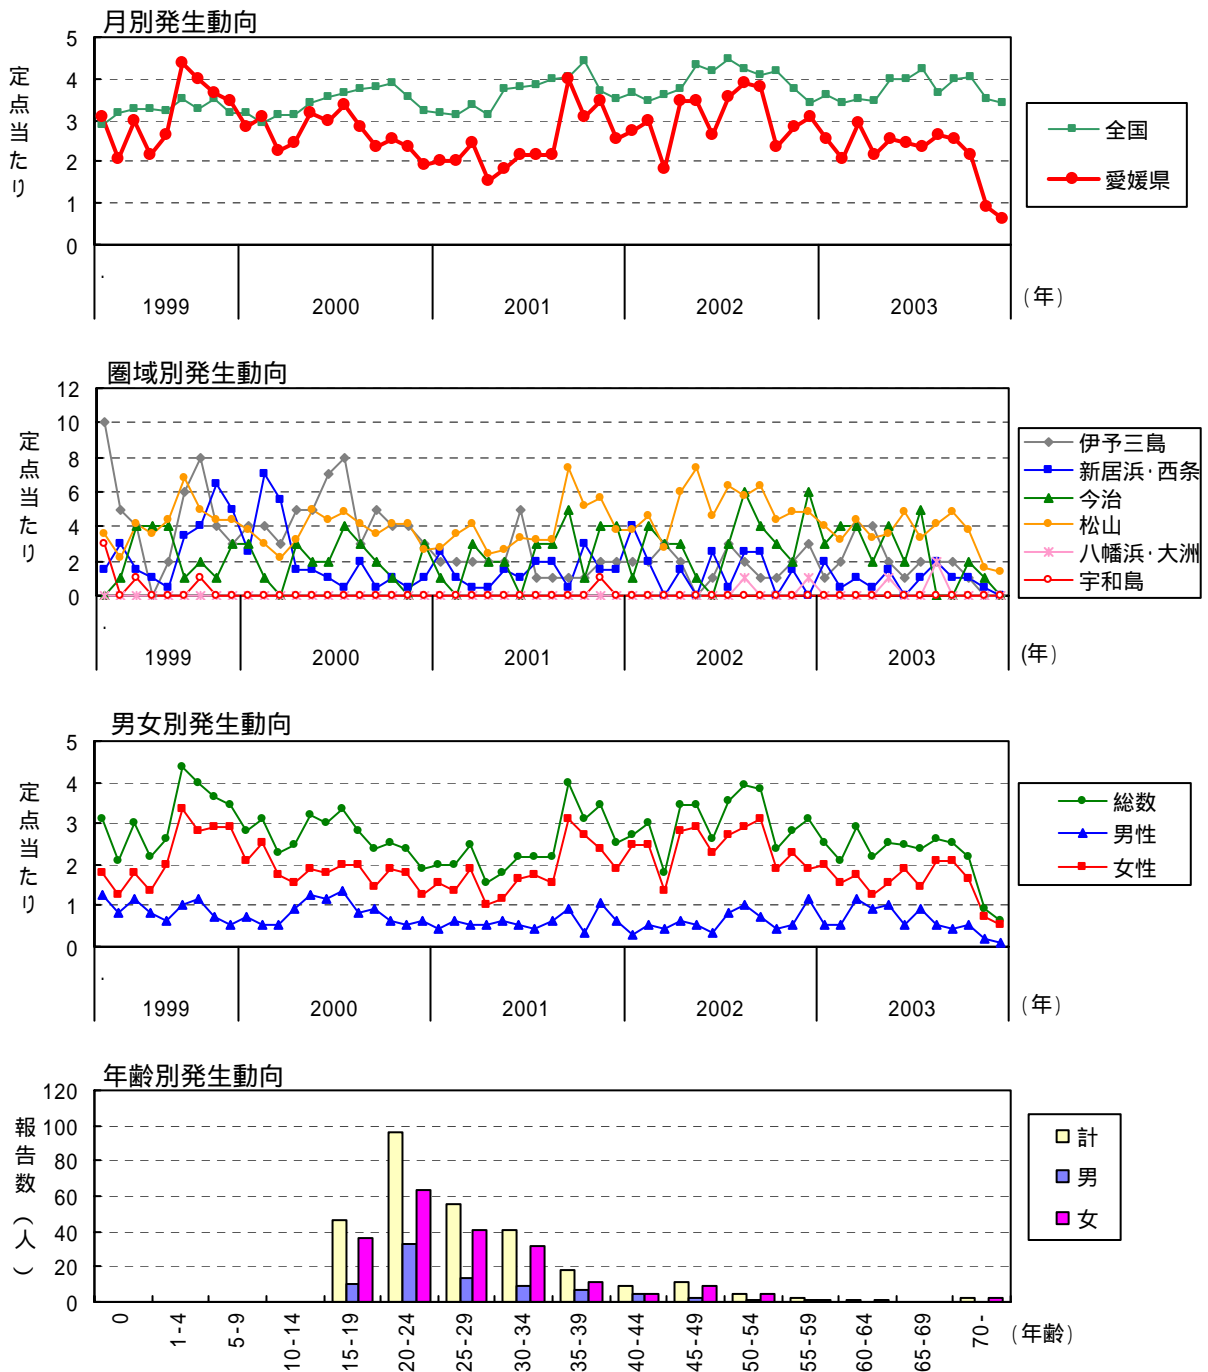 月別発生動向
定点当たり
5
4
3
2
1
0
1999 2000 2001 2002 2003 (年)
全国
愛媛県
圏域別発生動向
定点当たり
12
10
8
6
4
2
0
1999 2000 2001 2002 2003 (年)
伊予三島
新居浜・西条
今治
松山
八幡浜・大洲
宇和島
男女別発生動向
定点当たり
5
4
3
2
1
0
1999 2000 2001 2002 2003 (年)
総数
男性
女性
年齢別発生動向
報告数(人)
120
100
80
60
40
20
0
0 1-4 5-9 10-14 15-19 20-24 25-29 30-34 35-39 40-44 45-49 50-54 55-59 60-64 65-69 70- (年齢)
計
男
女